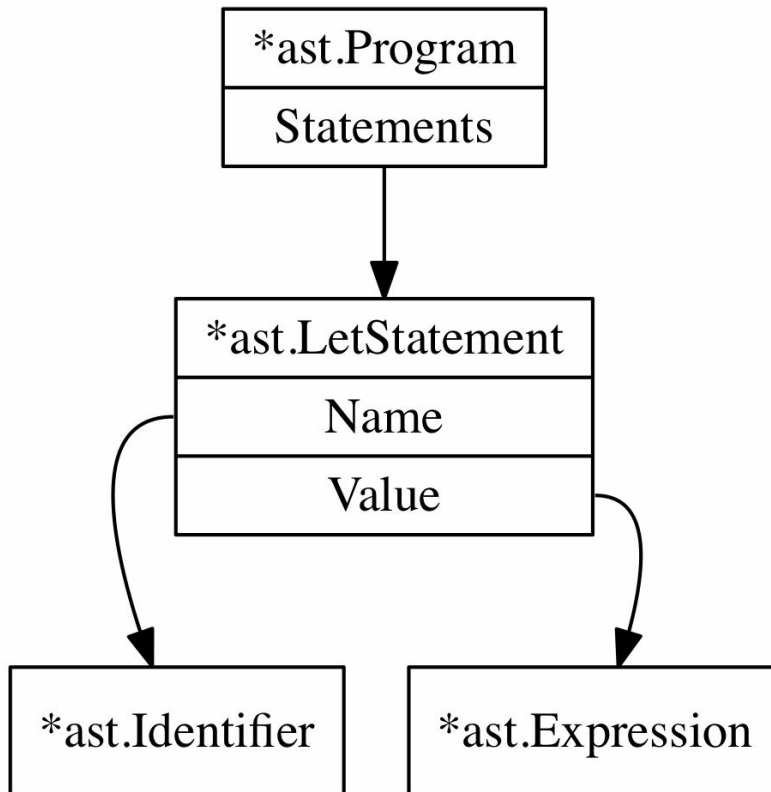 *ast.Program
Statements
*ast.LetStatement
Name
Value
*ast.Identifier
*ast.Expression